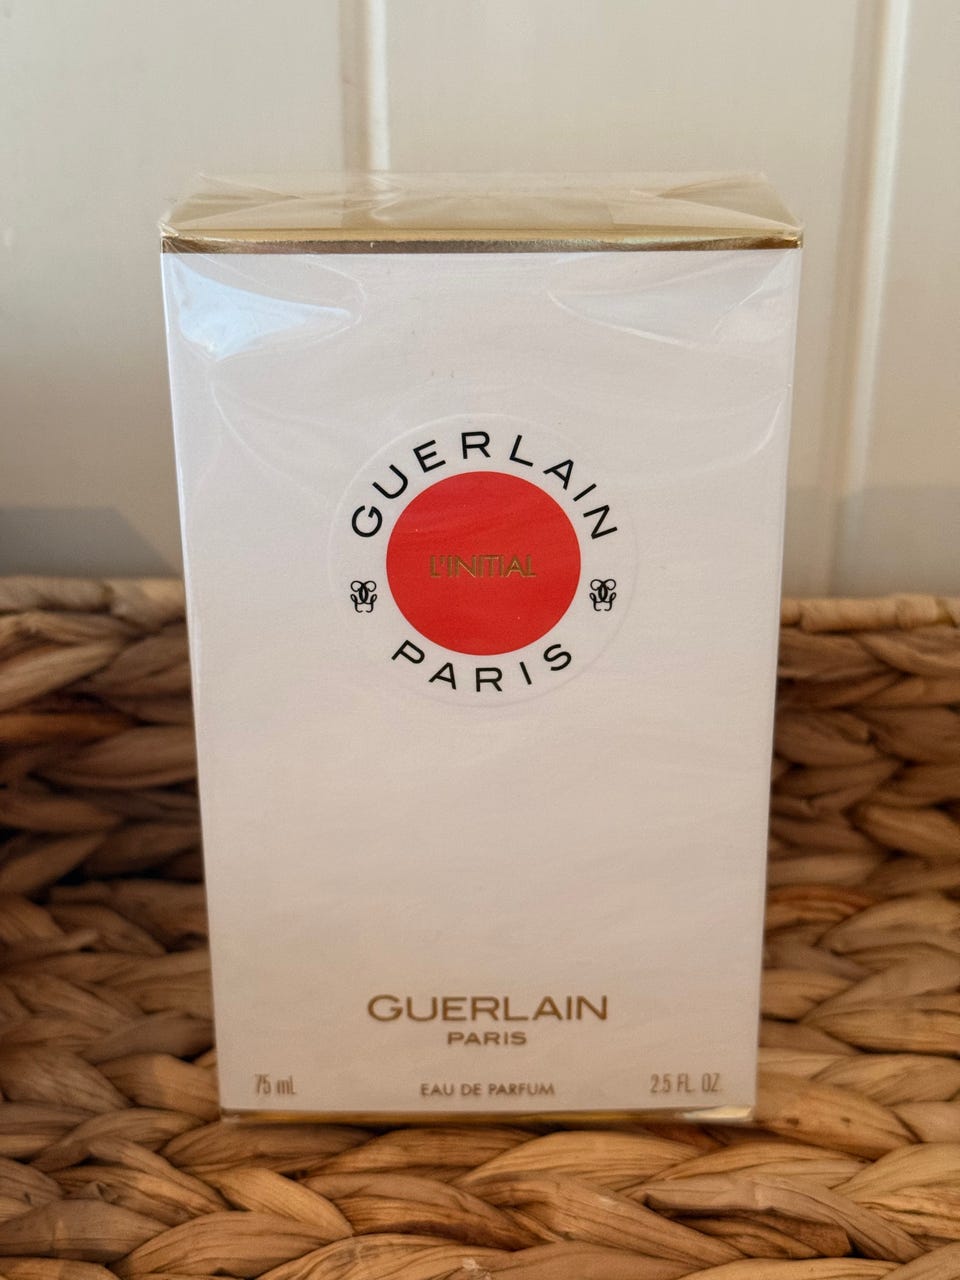 GUERLAIN
L'INITIAL
PARIS
GUERLAIN
PARIS
75 mL EAU DE PARFUM 2.5 FL. OZ.